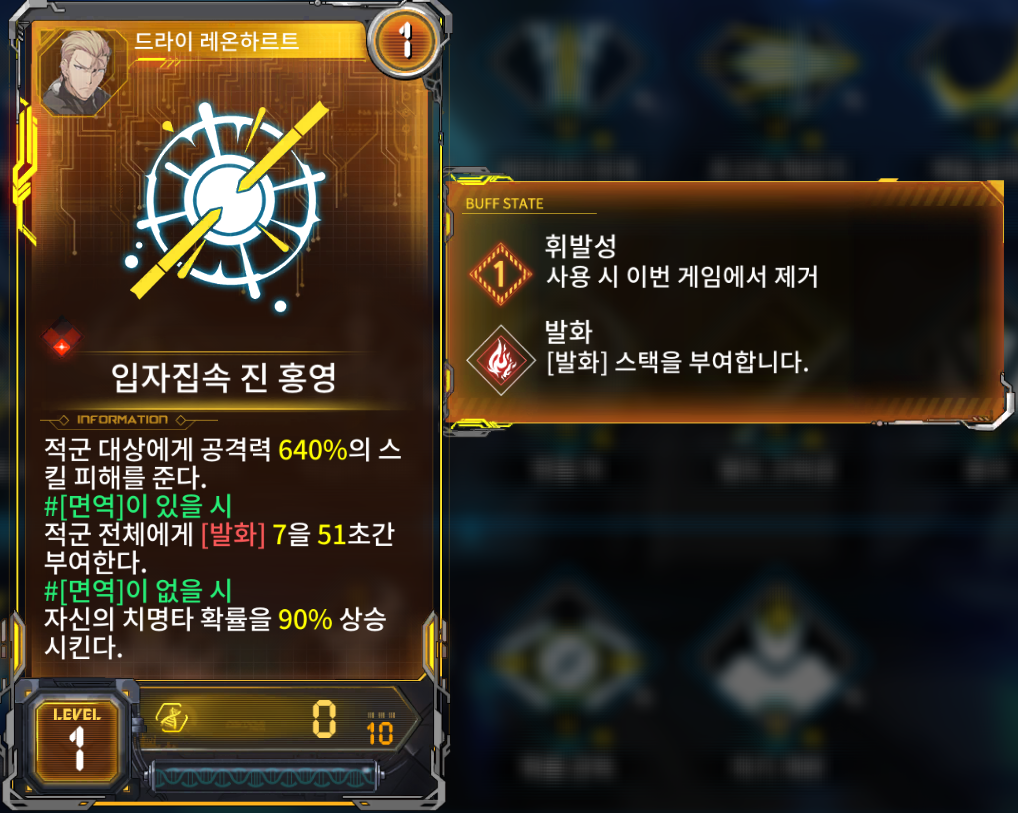 드라이 레온하르트
1
입자집속 진 홍영
INFORMATION
적군 대상에게 공격력 640%의 스
킬 피해를 준다.
#[면역]이 있을 시
적군 전체에게 [발화] 7을 51초간
부여한다.
#[면역]이 없을 시
자신의 치명타 확률을 90% 상승
시킨다.
LEVEL
1
0
10
BUFF STATE
1
휘발성
사용 시 이번 게임에서 제거
발화
[발화] 스택을 부여합니다.